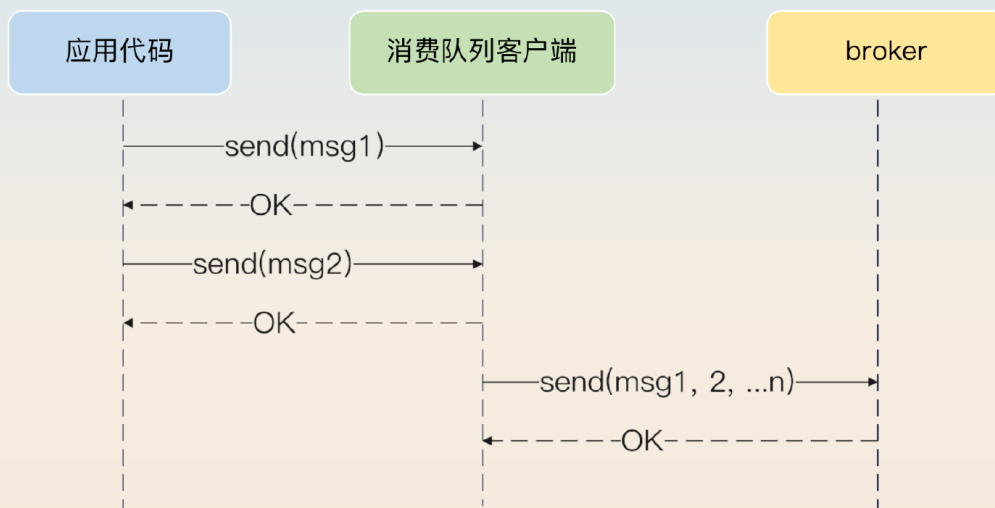 应用代码
消费队列客户端
broker
send(msg1)
OK
send(msg2)
OK
send(msg1, 2, ...n)
OK